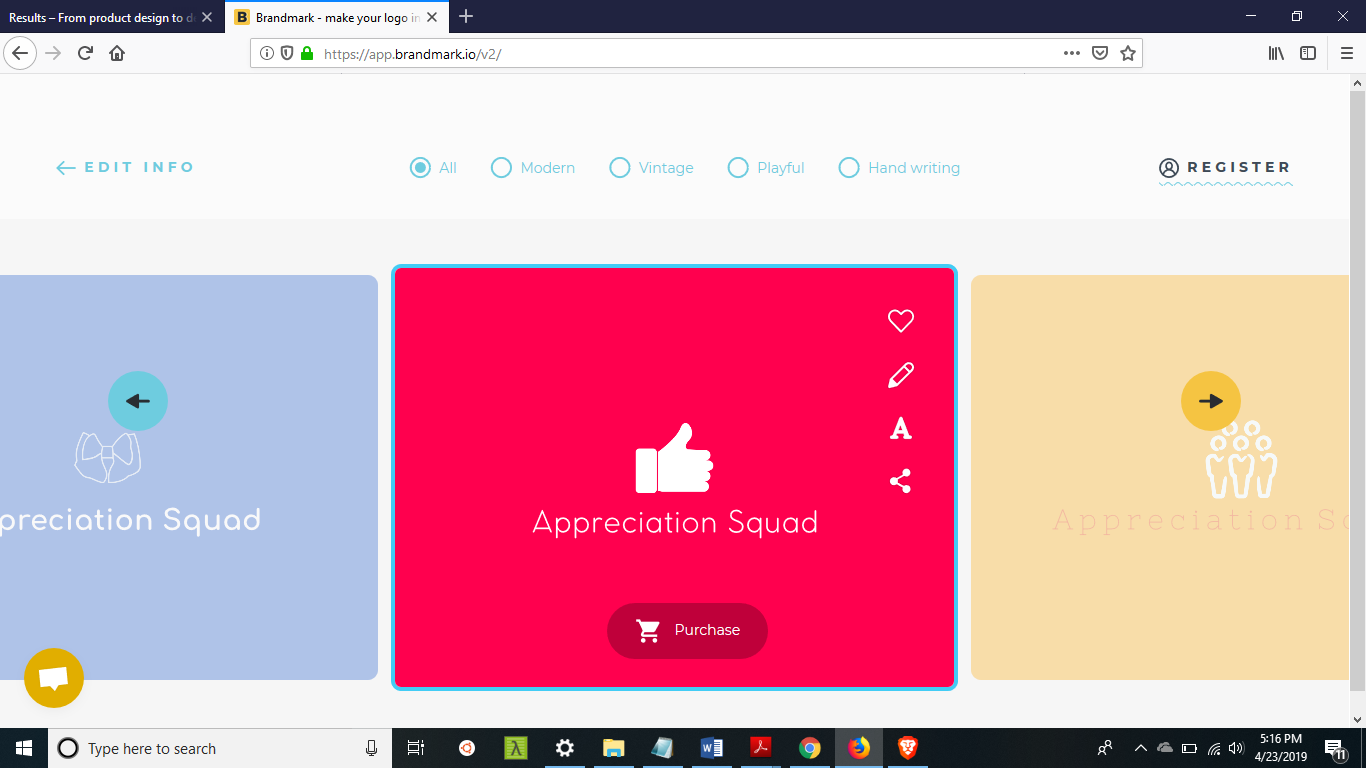 Results – From product design to d
Brandmark - make your logo in
https://app.brandmark.io/v2/
EDIT INFO
All
Modern
Vintage
Playful
Hand writing
REGISTER
preciation Squad
Appreciation Squad
Appreciation Sq
Purchase
Type here to search
5:16 PM
4/23/2019
11